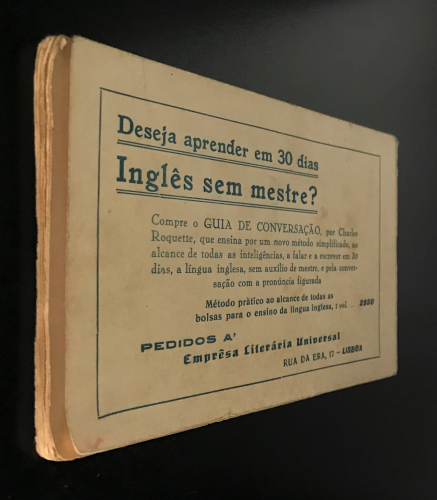 Deseja aprender em 30 dias
Inglês sem mestre?
Compre o GUIA DE CONVERSAÇÃO, por Charles
Roquette, que ensina por um novo método simplificado, ao
alcance de todas as inteligências, a falar e a escrever em 30
dias, a língua inglesa, sem auxílio de mestre, e pela conver-
sação com a pronúncia figurada
Método pràtico ao alcance de todas as
bolsas para o ensino da língua inglesa, 1 vol. ..
PEDIDOS A'
Emprêsa Literária Universal
RUA DA ERA, 17 - LISBOA